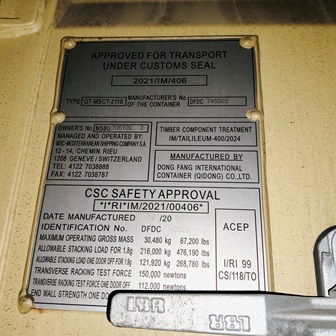 APPROVED FOR TRANSPORT
UNDER CUSTOMS SEAL
2021/IM/406
TYPE QT-MSCT-2110 MANUFACTURER'S NO OF THE CONTAINER DFDC 745503
OWNER'S No MSBU 3
MANAGED AND OPERATED BY:
MSC-MEDITERRANEAN SHIPPING COMPANY S.A.
12 - 14, CHEMIN RIEU
1208 GENEVE / SWITZERLAND
TEL: 4122 7038888
FAX: 4122 7038787
TIMBER COMPONENT TREATMENT
IM/TAILILEUM-400/2024
MANUFACTURED BY
DONG FANG INTERNATIONAL
CONTAINER (QIDONG) CO.,LTD.
CSC SAFETY APPROVAL
*I*RI*IM/2021/00406*
DATE MANUFACTURED /20
IDENTIFICATION No. DFDC
MAXIMUM OPERATING GROSS MASS 30,480 kg 67,200 lbs
ALLOWABLE STACKING LOAD FOR 1.8g 216,000 kg 476,190 lbs
ALLOWABLE STACKING LOAD ONE DOOR OFF FOR 1.8g 121,920 kg 268,780 lbs
TRANSVERSE RACKING TEST FORCE 150,000 newtons
TRANSVERSE RACKING TEST FORCE ONE DOOR OFF 112,000 newtons
END WALL STRENGTH ONE DOOR
ACEP
I/RI 99
CS/118/TO
LBR
LBR